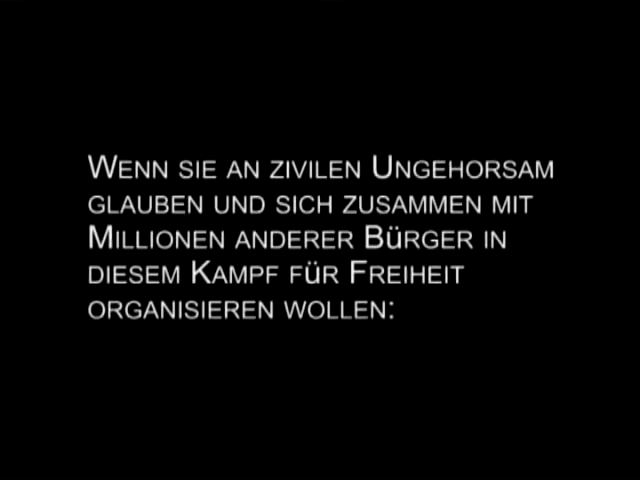 Wenn sie an zivilen Ungehorsam
glauben und sich zusammen mit
Millionen anderer Bürger in
diesem Kampf für Freiheit
organisieren wollen: